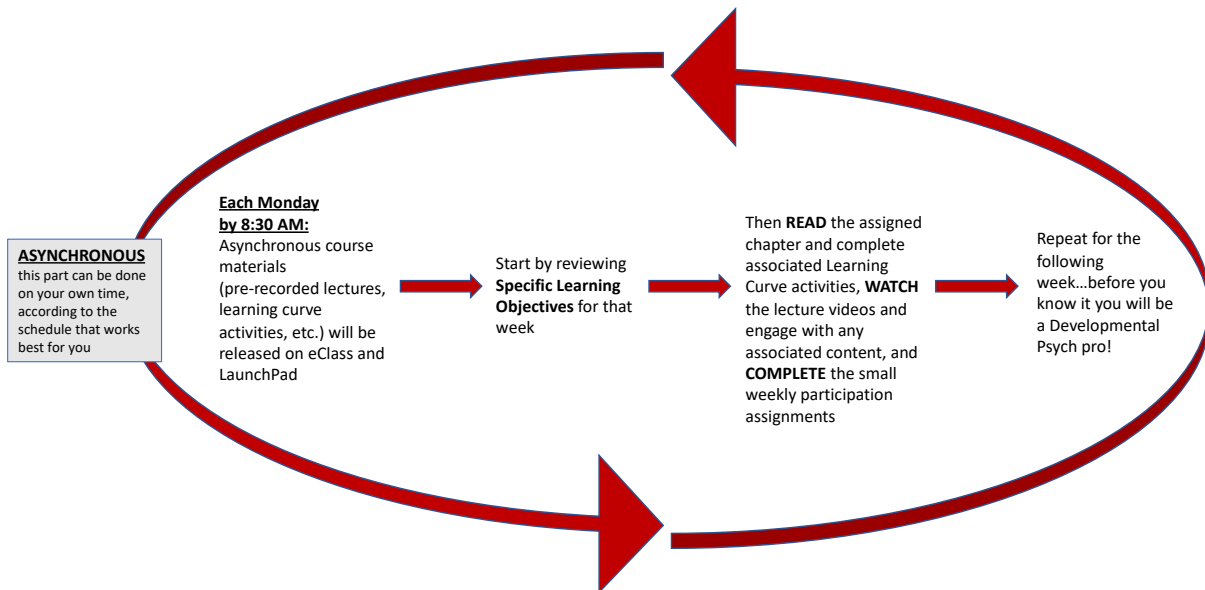 ASYNCHRONOUS
this part can be done
on your own time,
according to the
schedule that works
best for you
Each Monday
by 8:30 AM:
Asynchronous course
materials
(pre-recorded lectures,
learning curve
activities, etc.) will be
released on eClass and
LaunchPad
Start by reviewing
Specific Learning
Objectives for that
week
Then READ the assigned
chapter and complete
associated Learning
Curve activities, WATCH
the lecture videos and
engage with any
associated content, and
COMPLETE the small
weekly participation
assignments
Repeat for the
following
week…before you
know it you will be
a Developmental
Psych pro!